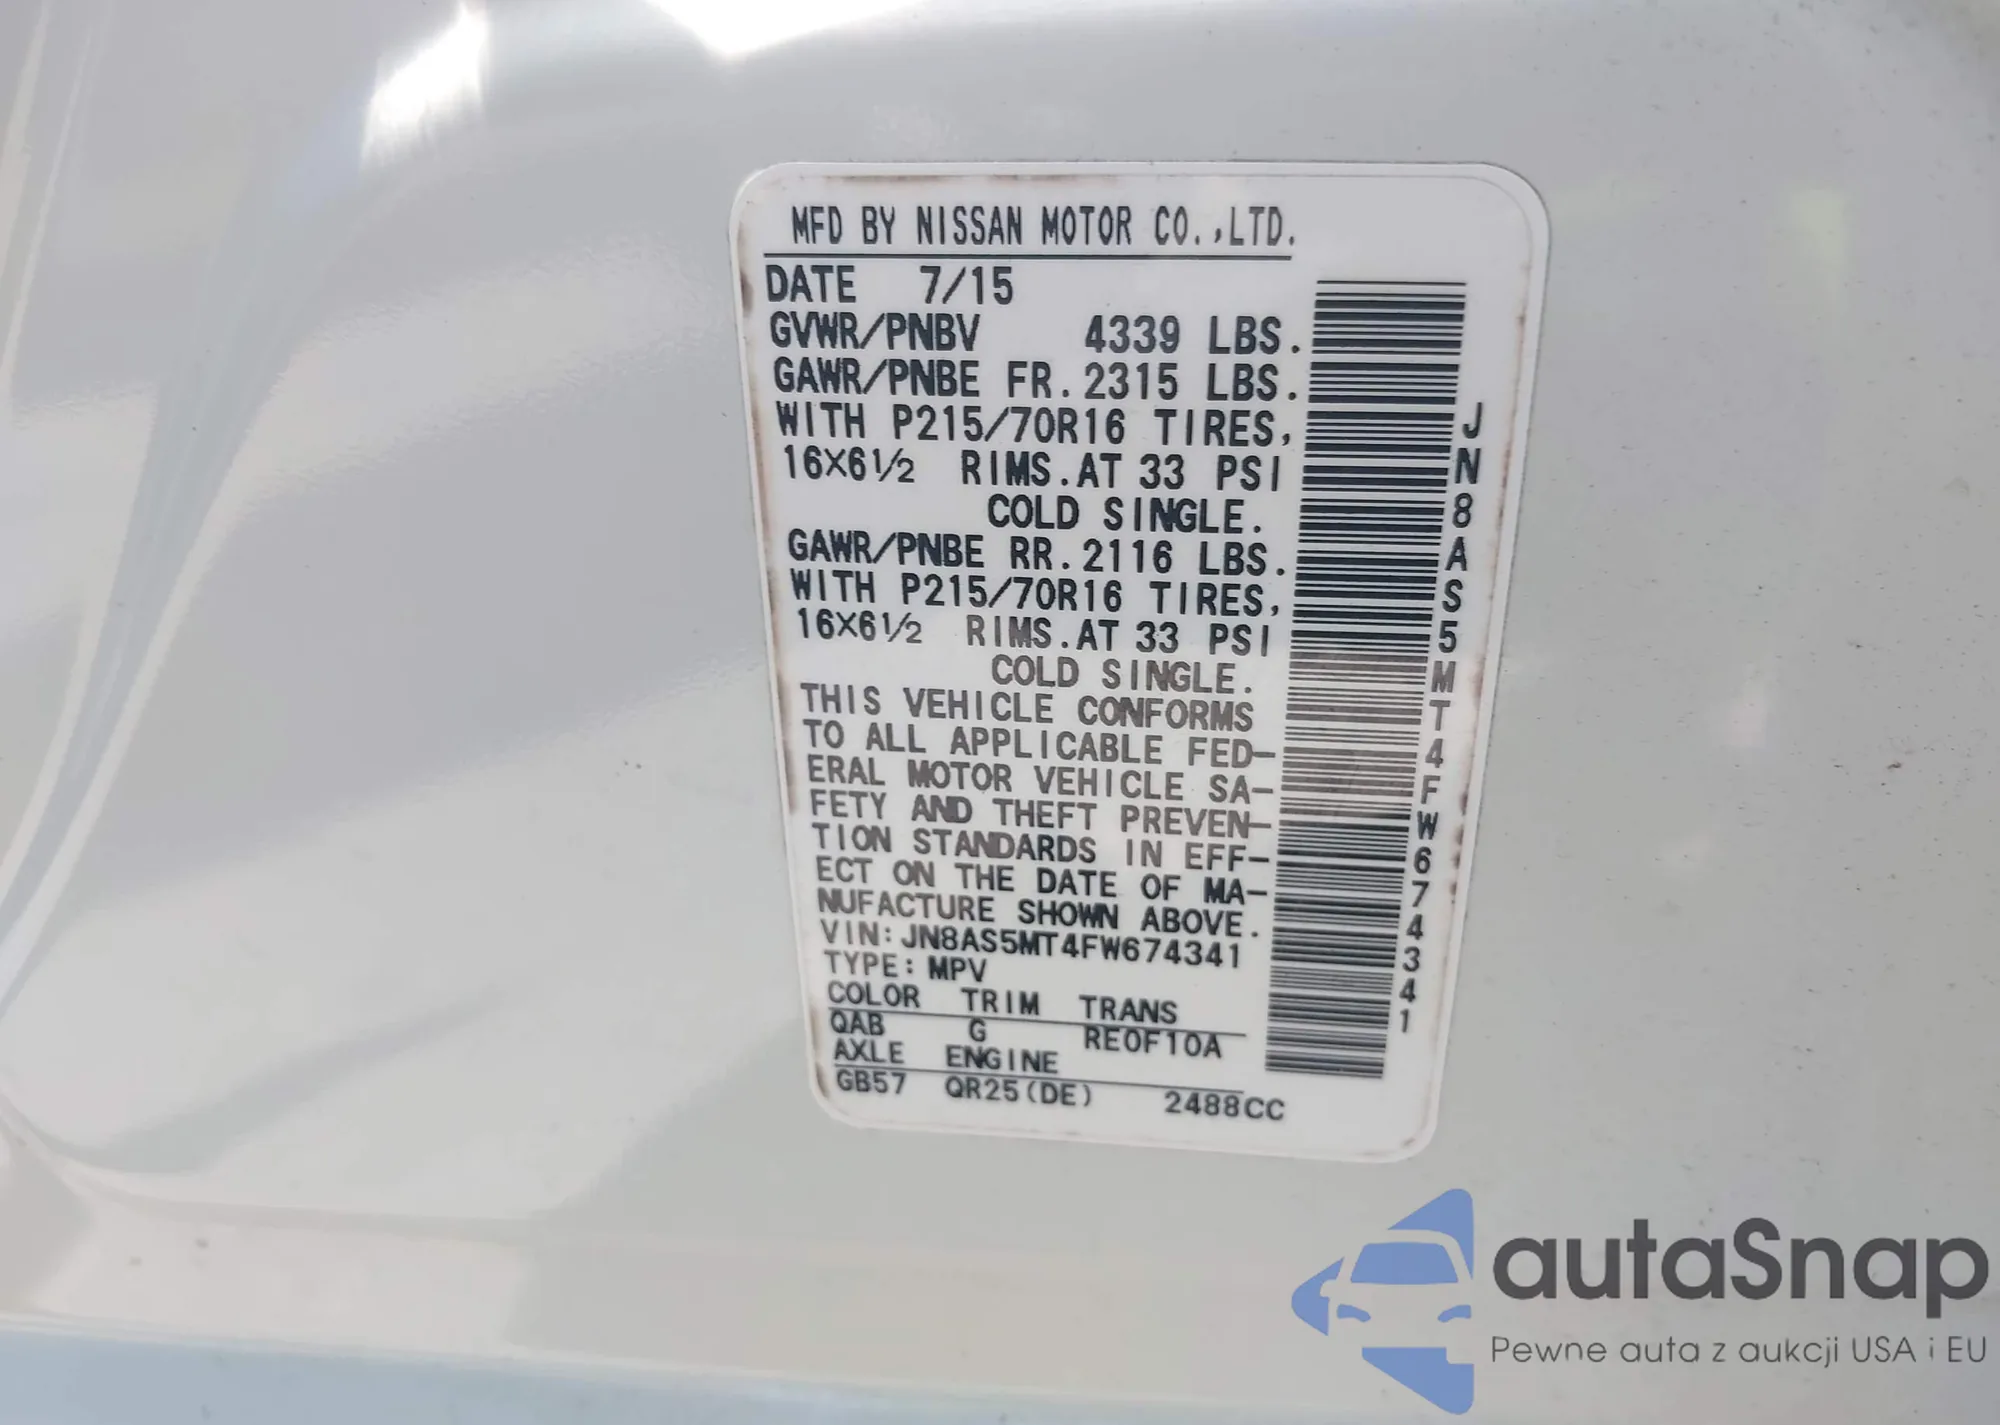 MFD BY NISSAN MOTOR CO.,LTD.
DATE 7/15
GVWR/PNBV 4339 LBS.
GAWR/PNBE FR. 2315 LBS.
WITH P215/70R16 TIRES,
16X6½ RIMS. AT 33 PSI
COLD SINGLE.
GAWR/PNBE RR. 2116 LBS.
WITH P215/70R16 TIRES,
16X6½ RIMS. AT 33 PSI
COLD SINGLE.
THIS VEHICLE CONFORMS
TO ALL APPLICABLE FED-
ERAL MOTOR VEHICLE SA-
FETY AND THEFT PREVEN-
TION STANDARDS IN EFF-
ECT ON THE DATE OF MA-
NUFACTURE SHOWN ABOVE.
VIN: JN8AS5MT4FW674341
TYPE: MPV
COLOR TRIM TRANS
QAB G RE0F10A
AXLE ENGINE
GB57 QR25(DE) 2488CC
JN8AS5MT4FW674341
autaSnap
Pewne auta z aukcji USA i EU